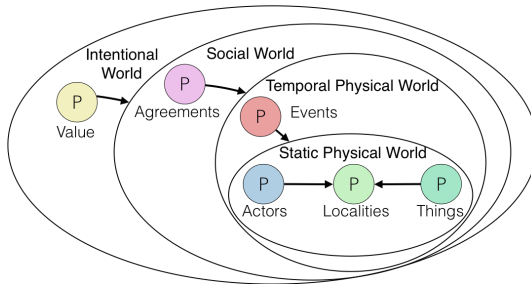 Intentional
World
Social World
P
P
Value
Agreements
Temporal Physical World
P
Events
Static Physical World
P
P
P
Actors
Localities
Things